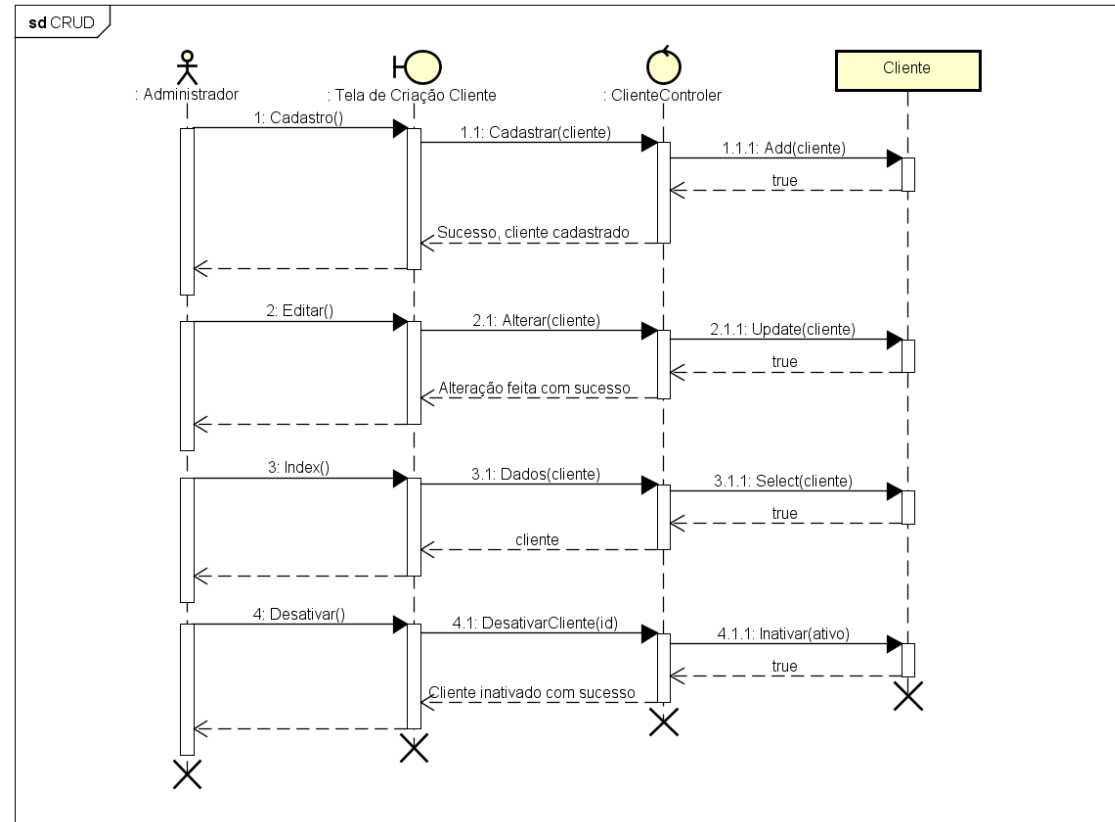 sd CRUD
: Administrador
: Tela de Criação Cliente
: ClienteControler
Cliente
1: Cadastro()
1.1: Cadastrar(cliente)
1.1.1: Add(cliente)
true
Sucesso, cliente cadastrado
2: Editar()
2.1: Alterar(cliente)
2.1.1: Update(cliente)
true
Alteração feita com sucesso
3: Index()
3.1: Dados(cliente)
3.1.1: Select(cliente)
true
cliente
4: Desativar()
4.1: DesativarCliente(id)
4.1.1: Inativar(ativo)
true
Cliente inativado com sucesso